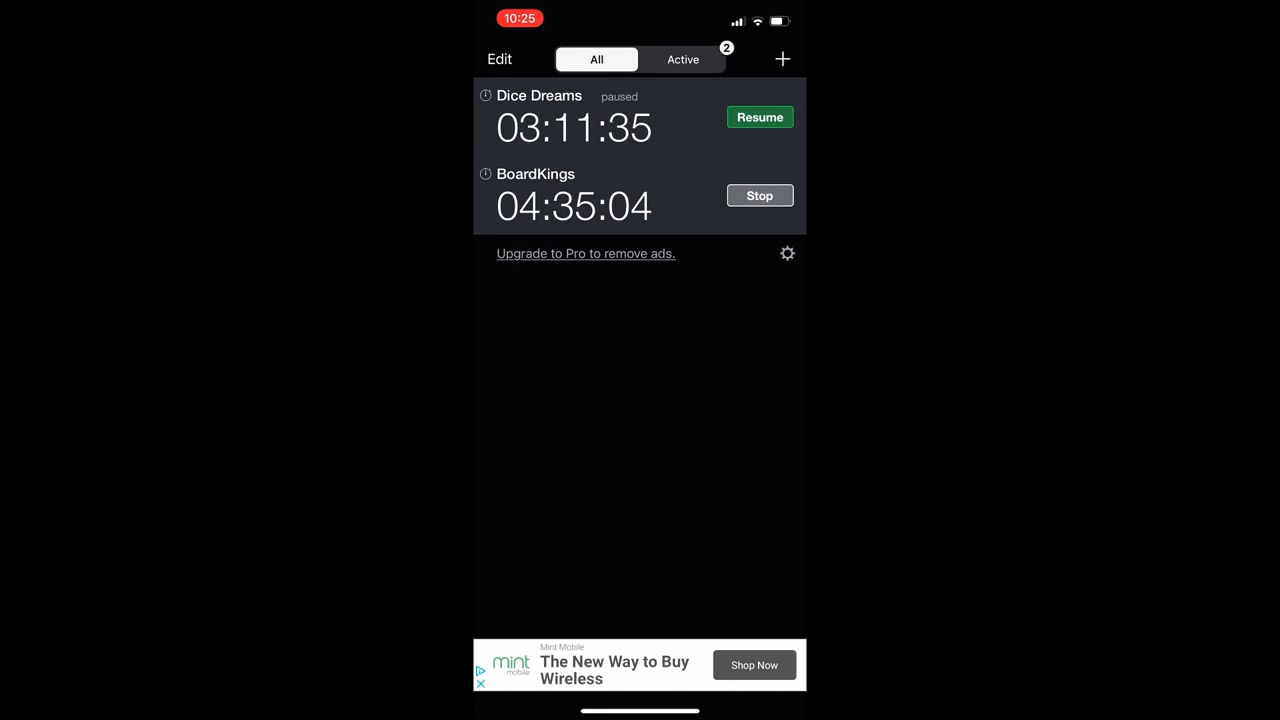 10:25
Edit All Active 2 +
Dice Dreams paused
03:11:35
Resume
BoardKings
04:35:04
Stop
Upgrade to Pro to remove ads.
mint
mobile
Mint Mobile
The New Way to Buy
Wireless
Shop Now